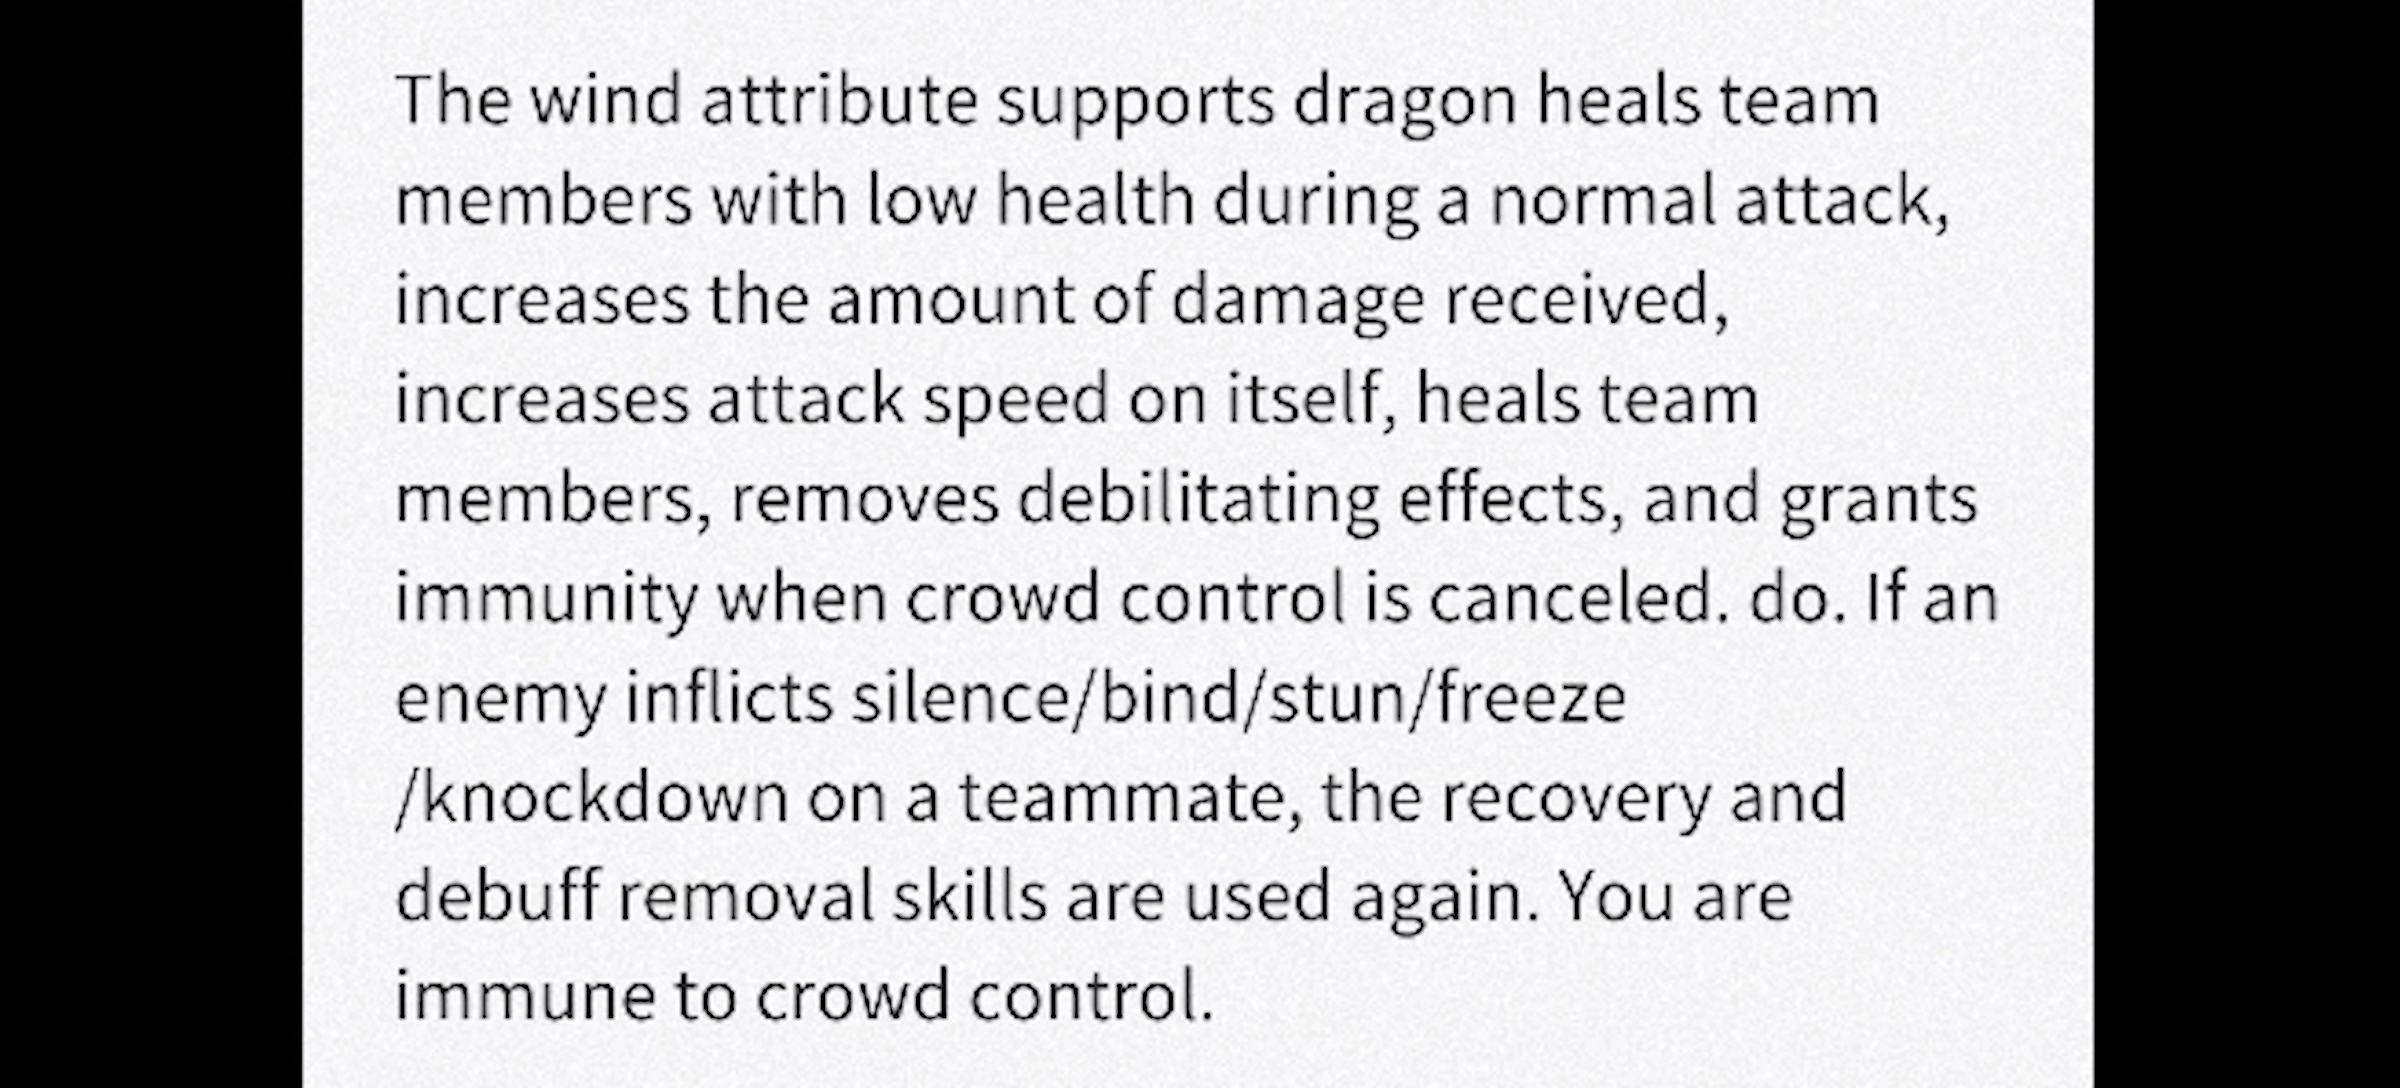 The wind attribute supports dragon heals team
members with low health during a normal attack,
increases the amount of damage received,
increases attack speed on itself, heals team
members, removes debilitating effects, and grants
immunity when crowd control is canceled. do. If an
enemy inflicts silence/bind/stun/freeze
/knockdown on a teammate, the recovery and
debuff removal skills are used again. You are
immune to crowd control.